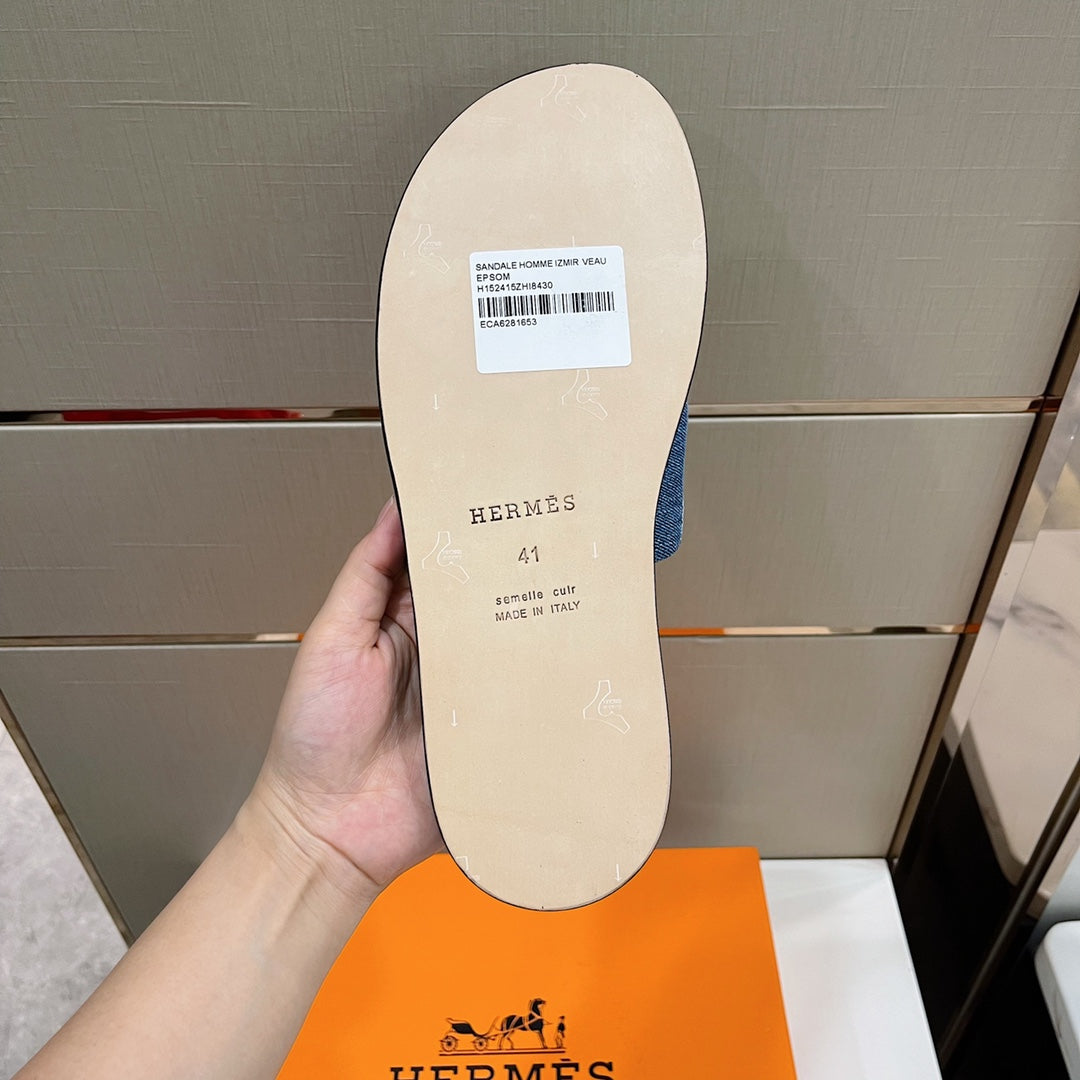 SANDALE HOMME IZMIR VEAU
EPSOM
H152415ZHI8430
ECA6281653
HERMÈS
41
semelle cuir
MADE IN ITALY
HERMÈS